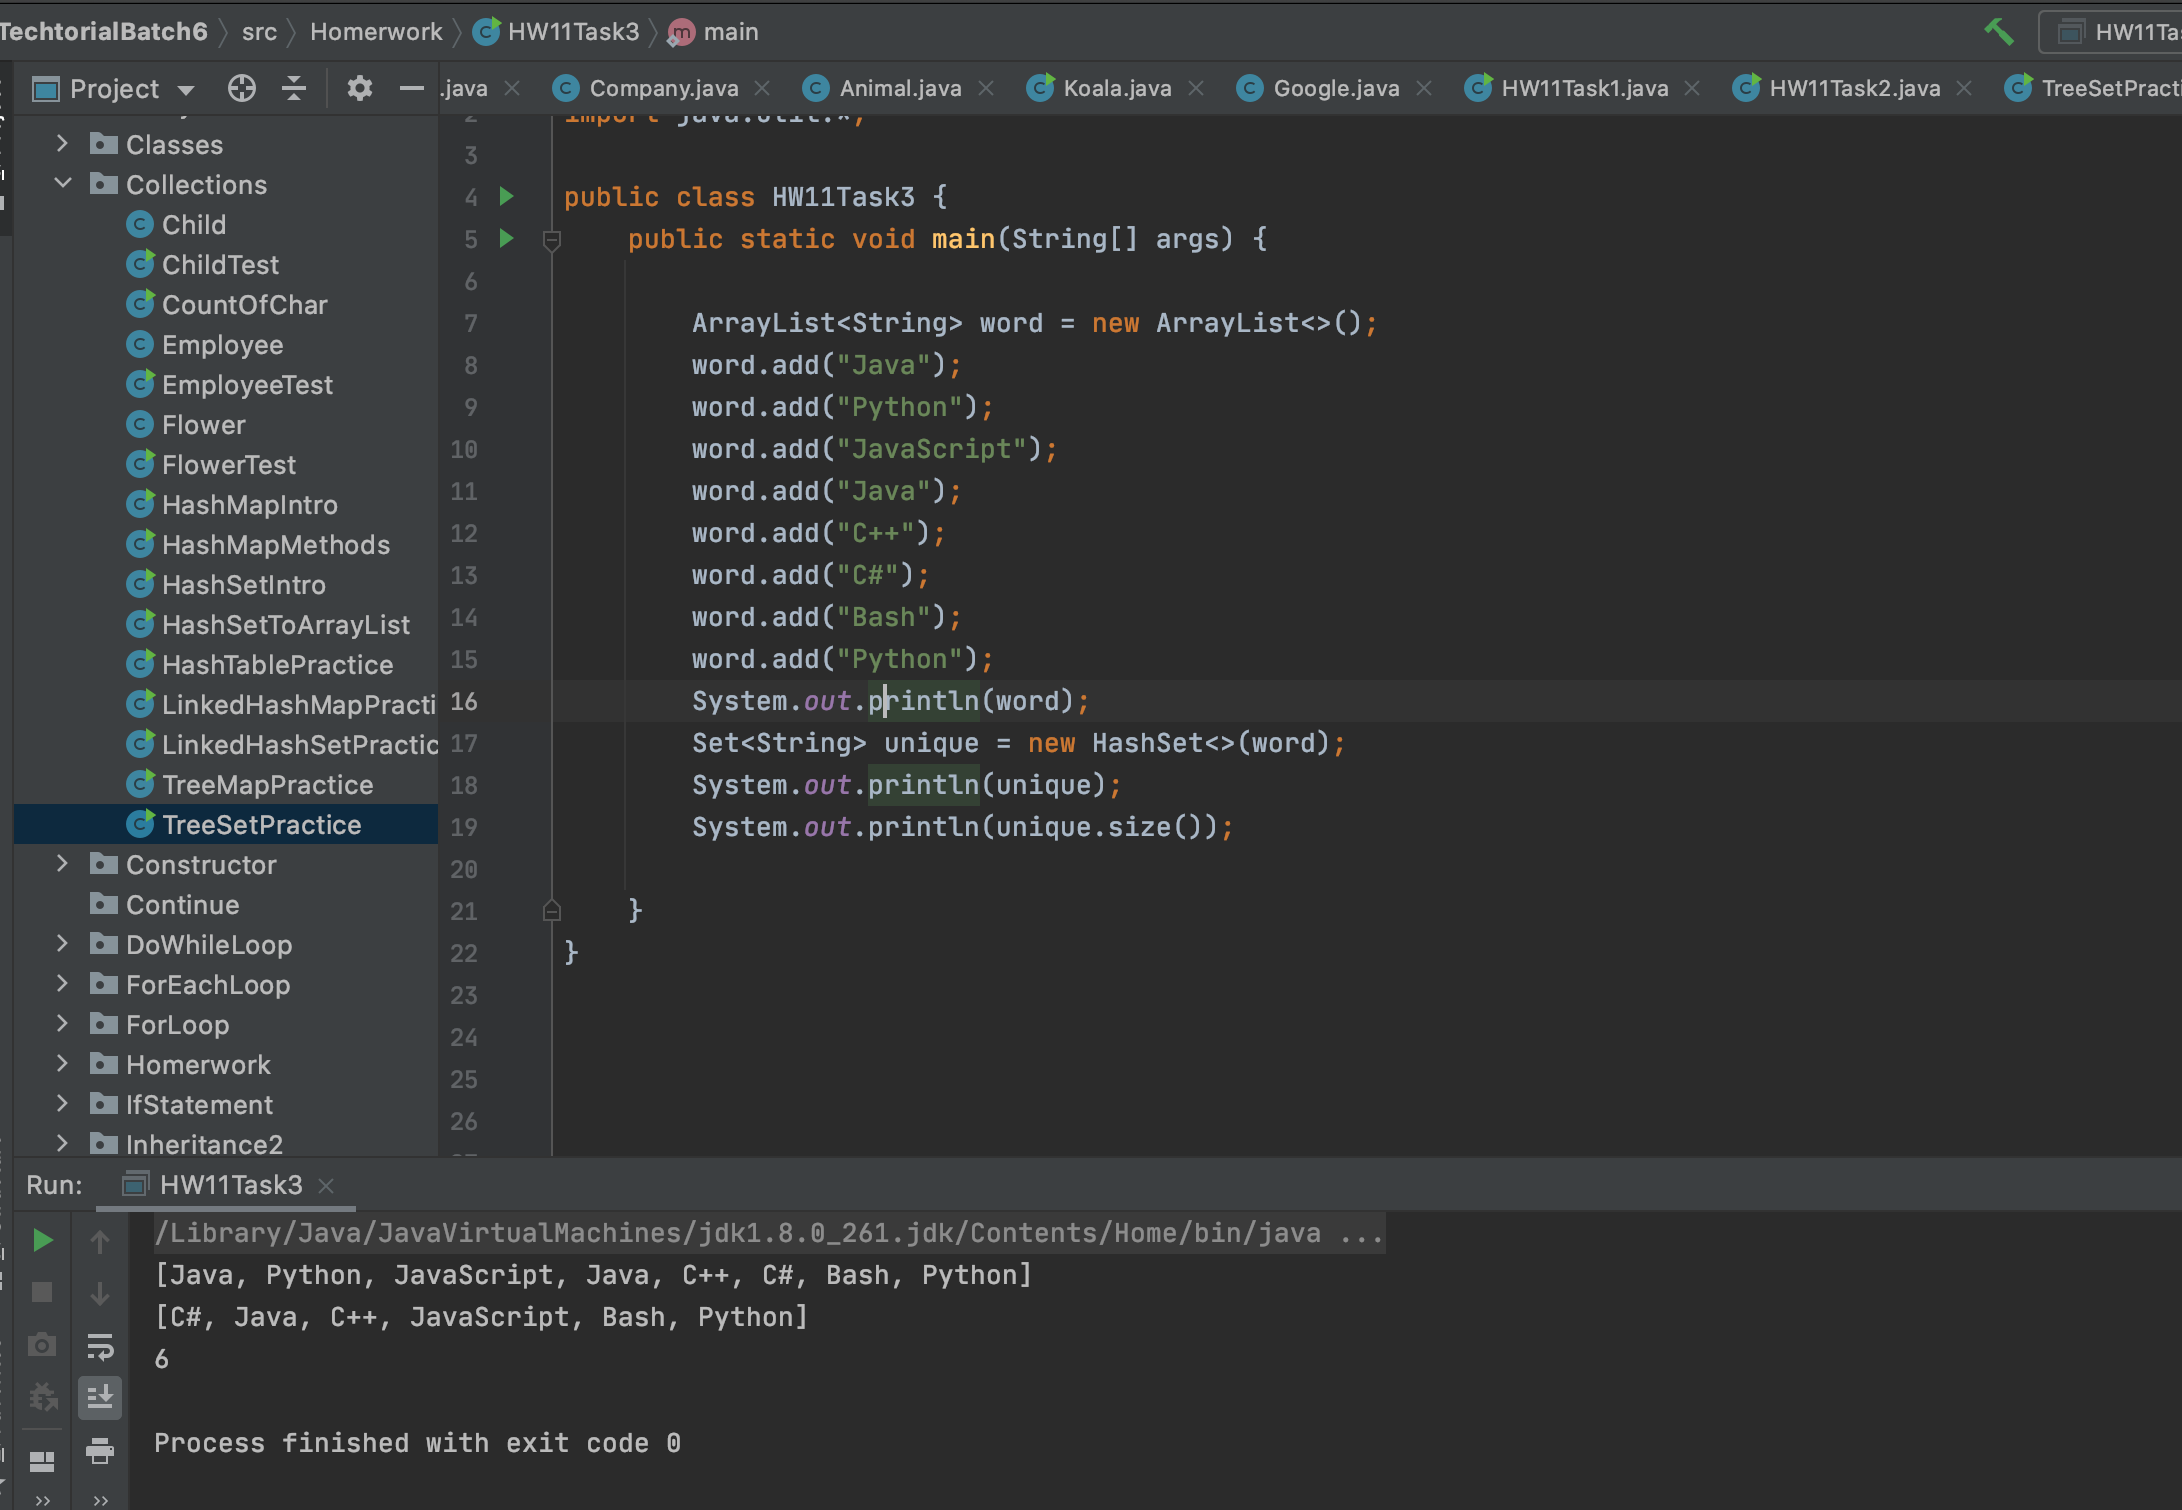 TechtorialBatch6 src Homerwork HW11Task3 main HW11Ta
Project .java Company.java Animal.java Koala.java Google.java HW11Task1.java HW11Task2.java TreeSetPracti
Classes
Collections
Child
ChildTest
CountOfChar
Employee
EmployeeTest
Flower
FlowerTest
HashMapIntro
HashMapMethods
HashSetIntro
HashSetToArrayList
HashTablePractice
LinkedHashMapPracti
LinkedHashSetPractic
TreeMapPractice
TreeSetPractice
Constructor
Continue
DoWhileLoop
ForEachLoop
ForLoop
Homerwork
IfStatement
Inheritance2
2 import java.util.*;
3
4 public class HW11Task3 {
5 public static void main(String[] args) {
6
7 ArrayList<String> word = new ArrayList<>();
8 word.add("Java");
9 word.add("Python");
10 word.add("JavaScript");
11 word.add("Java");
12 word.add("C++");
13 word.add("C#");
14 word.add("Bash");
15 word.add("Python");
16 System.out.println(word);
17 Set<String> unique = new HashSet<>(word);
18 System.out.println(unique);
19 System.out.println(unique.size());
20
21 }
22 }
23
24
25
26
Run: HW11Task3
/Library/Java/JavaVirtualMachines/jdk1.8.0_261.jdk/Contents/Home/bin/java ...
[Java, Python, JavaScript, Java, C++, C#, Bash, Python]
[C#, Java, C++, JavaScript, Bash, Python]
6
Process finished with exit code 0